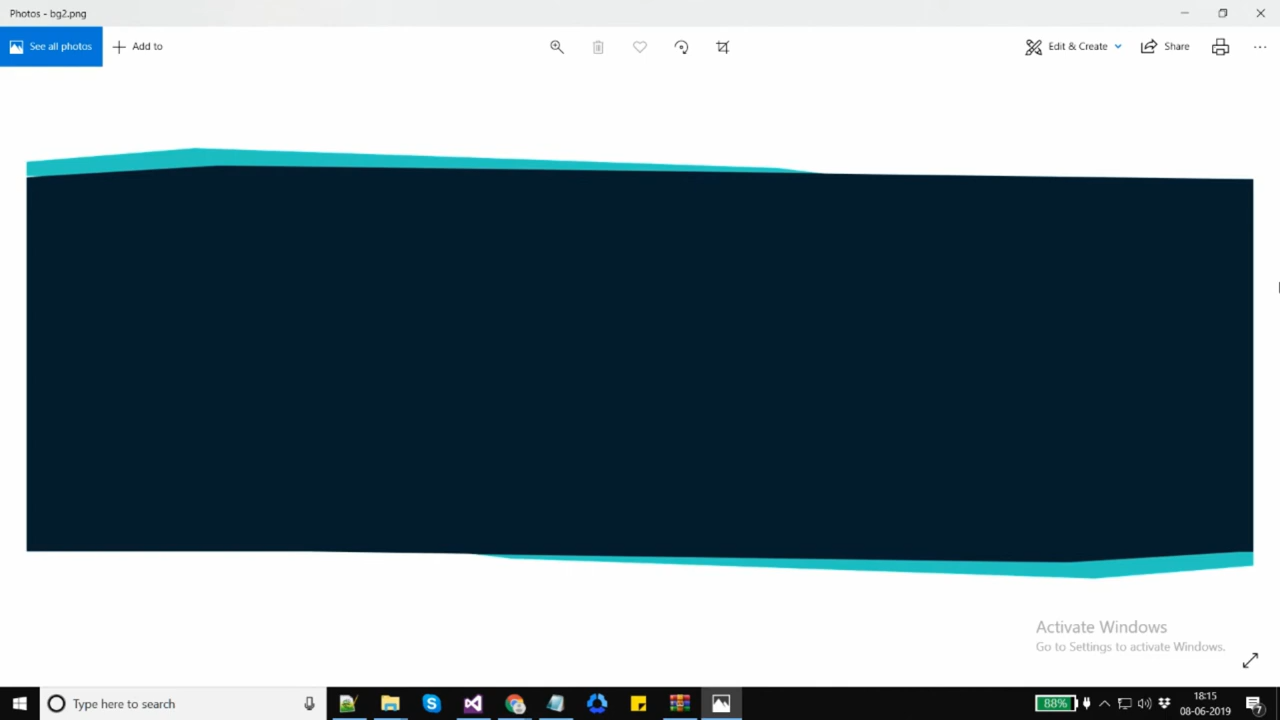 Photos - bg2.png
See all photos
Add to
Edit & Create
Share
Activate Windows
Go to Settings to activate Windows.
Type here to search
88%
18:15
08-06-2019
7